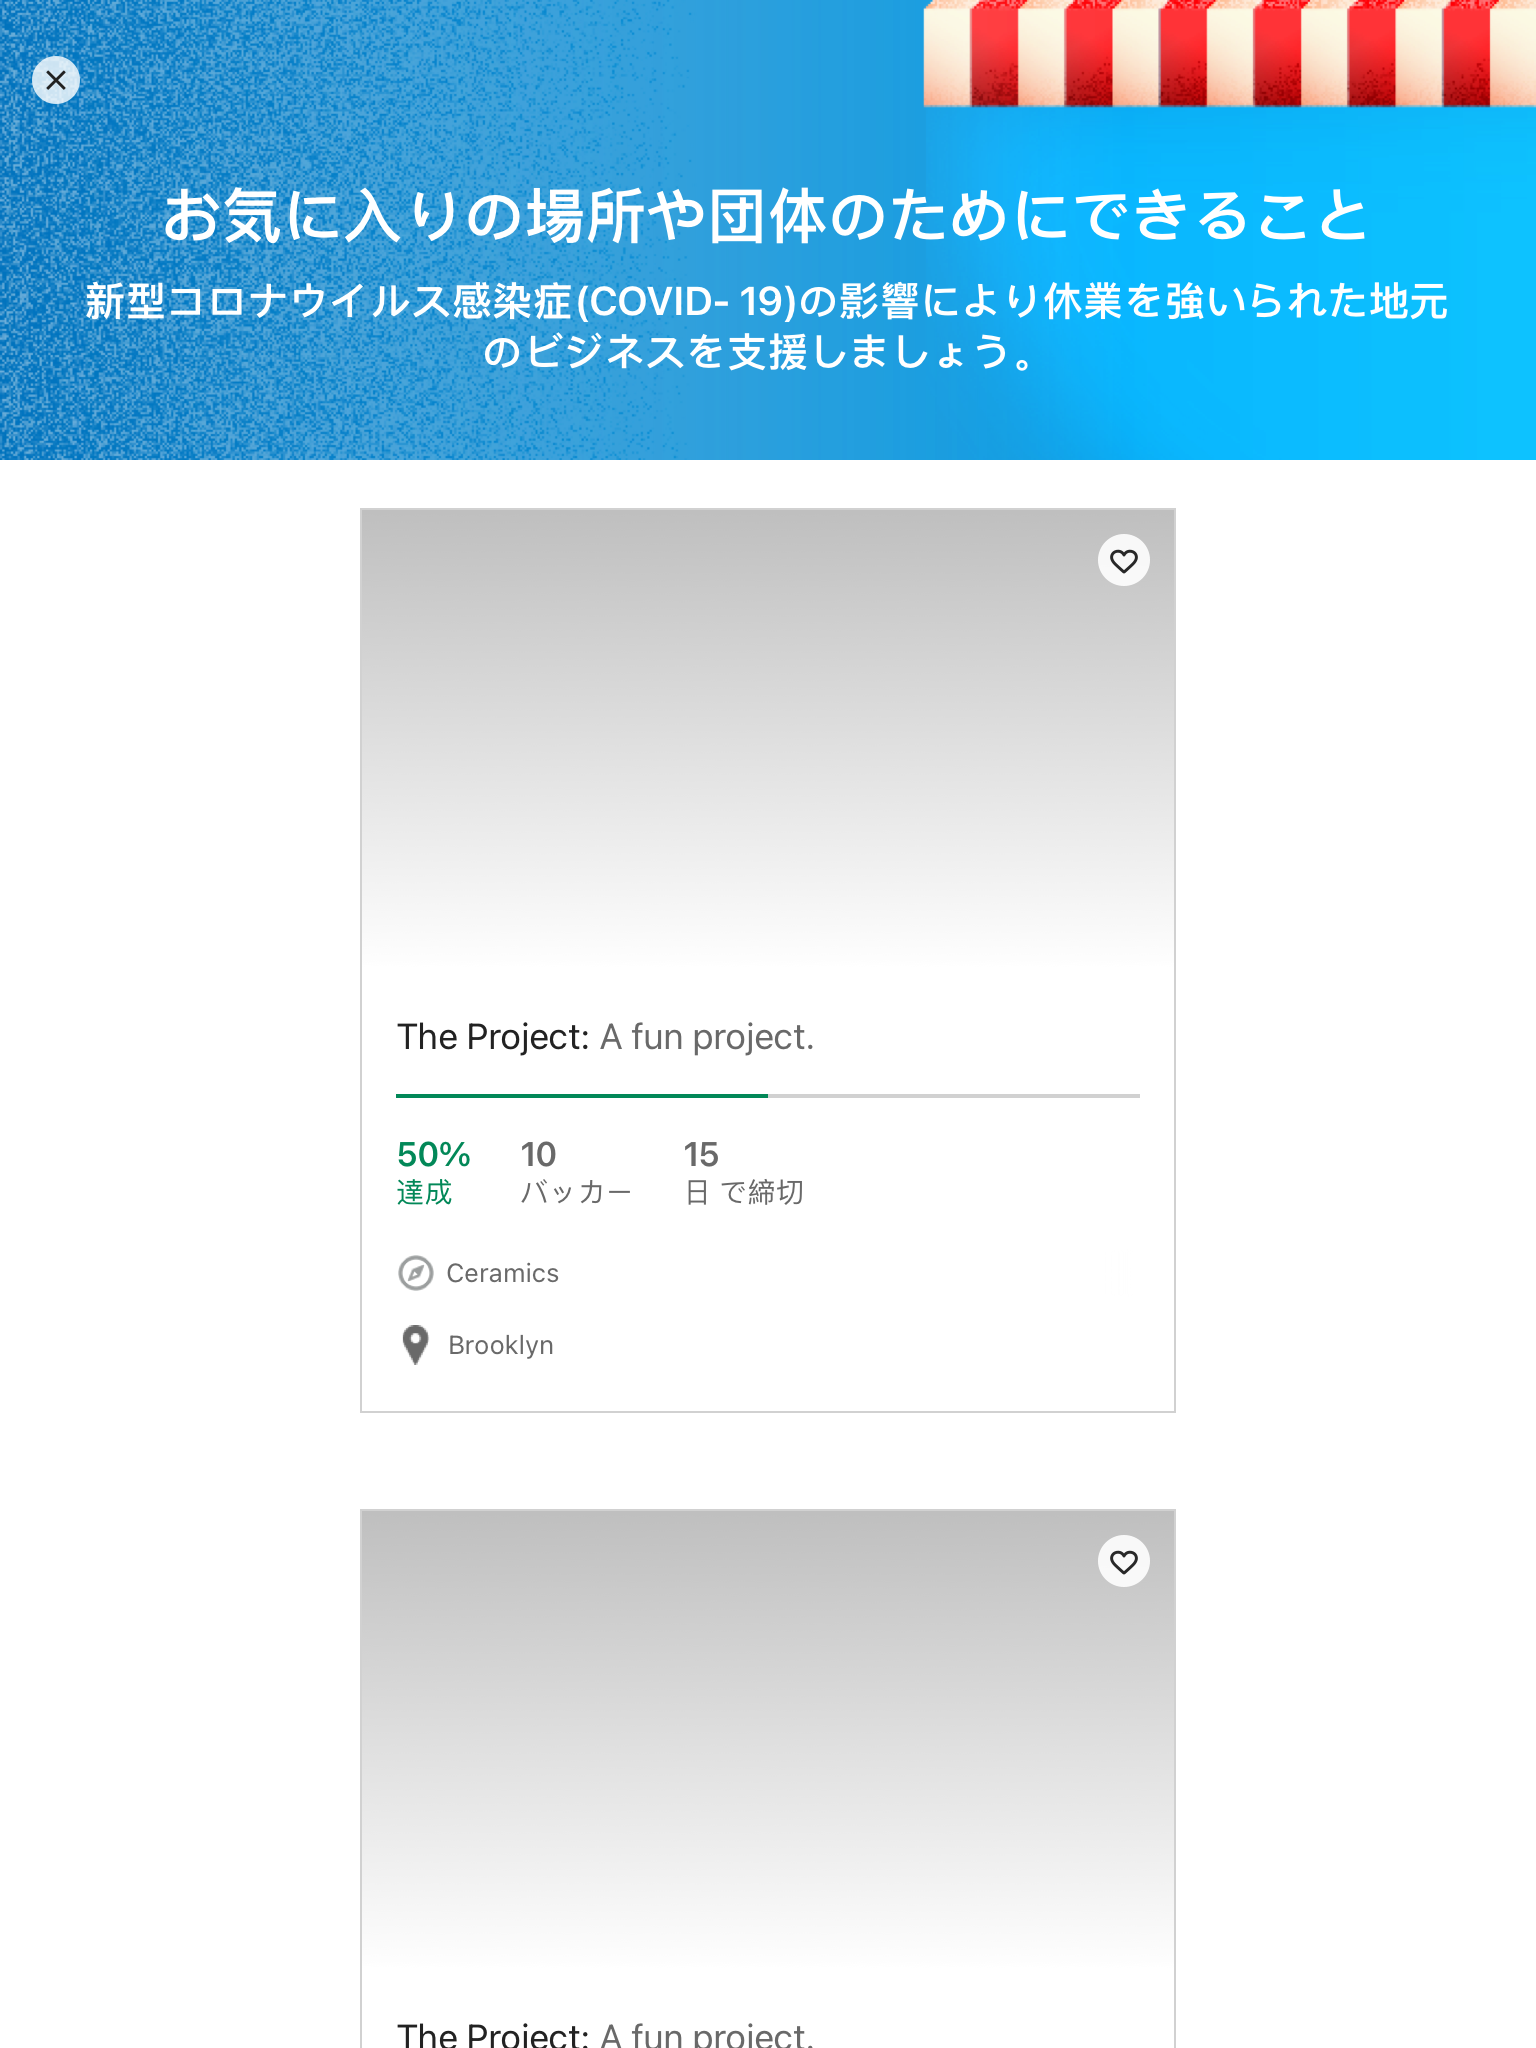 お気に入りの場所や団体のためにできること
新型コロナウイルス感染症(COVID- 19)の影響により休業を強いられた地元
のビジネスを支援しましょう。
The Project: A fun project.
50% 10 15
達成 バッカー 日 で締切
Ceramics
Brooklyn
The Project: A fun project.